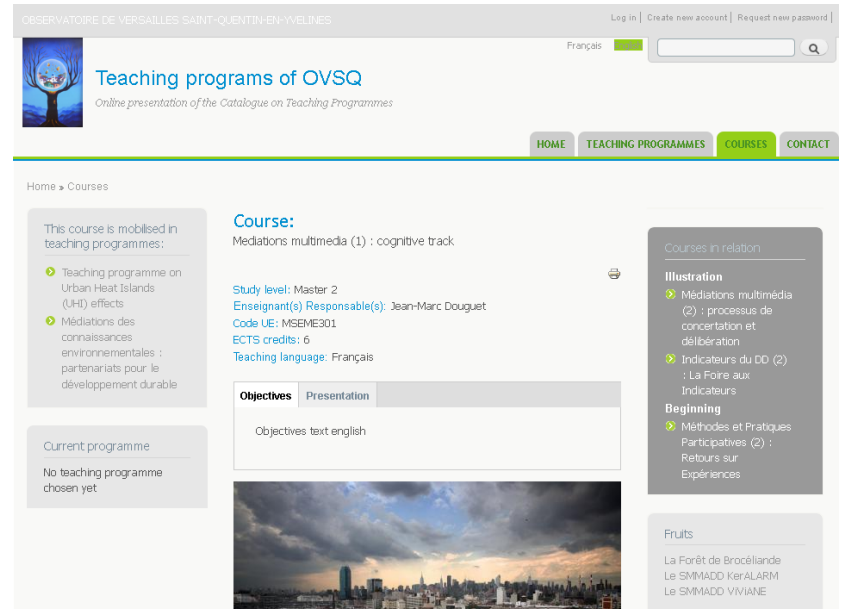 OBSERVATOIRE DE VERSAILLES SAINT-QUENTIN-EN-YVELINES
Log in | Create new account | Request new password |
Français English
Teaching programs of OVSQ
Online presentation of the Catalogue on Teaching Programmes
HOME TEACHING PROGRAMMES COURSES CONTACT
Home » Courses
This course is mobilised in
teaching programmes:
Teaching programme on
Urban Heat Islands
(UHI) effects
Médiations des
connaissances
environnementales :
partenariats pour le
développement durable
Current programme
No teaching programme
chosen yet
Course:
Mediations multimedia (1) : cognitive track
Study level: Master 2
Enseignant(s) Responsable(s): Jean-Marc Douguet
Code UE: MSEME301
ECTS credits: 6
Teaching language: Français
Objectives Presentation
Objectives text english
Courses in relation
Illustration
Médiations multimédia
(2) : processus de
concertation et
délibération
Indicateurs du DD (2)
: La Foire aux
Indicateurs
Beginning
Méthodes et Pratiques
Participatives (2) :
Retours sur
Expériences
Fruits
La Forêt de Brocéliande
Le SMMADD KerALARM
Le SMMADD ViViANE